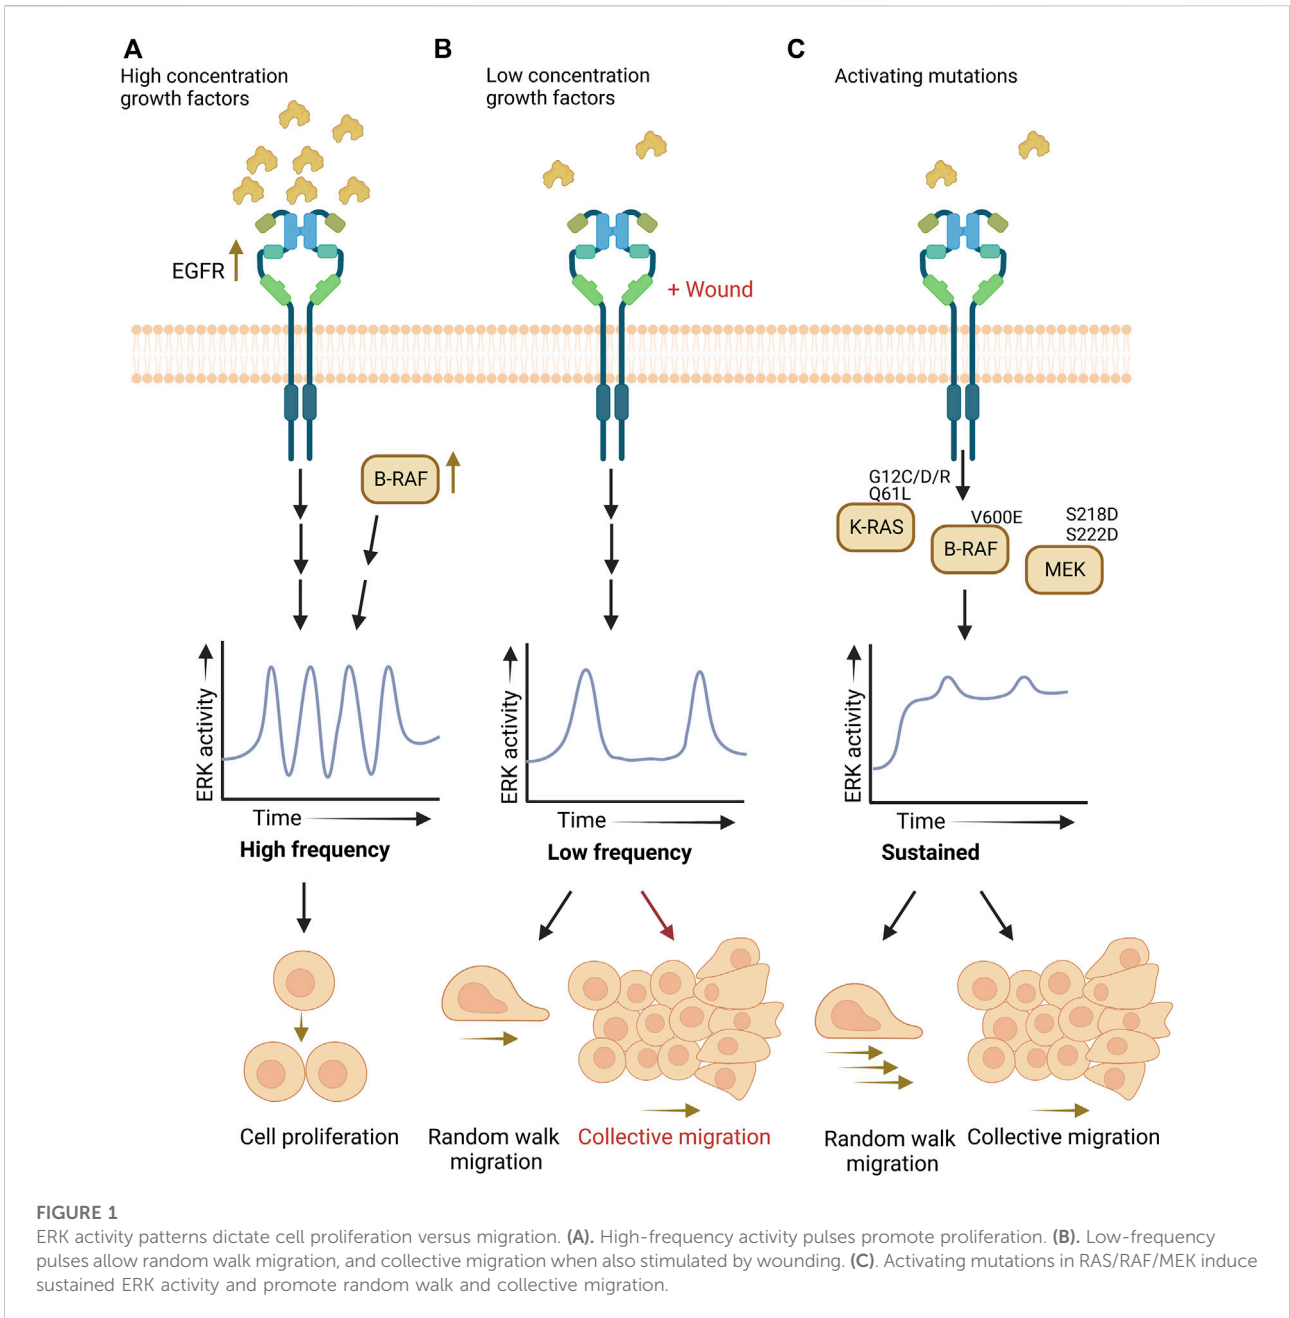 A
High concentration
growth factors
EGFR
B-RAF
ERK activity
Time
High frequency
Cell proliferation
B
Low concentration
growth factors
+ Wound
ERK activity
Time
Low frequency
Random walk
migration
Collective migration
C
Activating mutations
G12C/D/R
Q61L
K-RAS
V600E
B-RAF
S218D
S222D
MEK
ERK activity
Time
Sustained
Random walk
migration
Collective migration
FIGURE 1
ERK activity patterns dictate cell proliferation versus migration. (A). High-frequency activity pulses promote proliferation. (B). Low-frequency
pulses allow random walk migration, and collective migration when also stimulated by wounding. (C). Activating mutations in RAS/RAF/MEK induce
sustained ERK activity and promote random walk and collective migration.